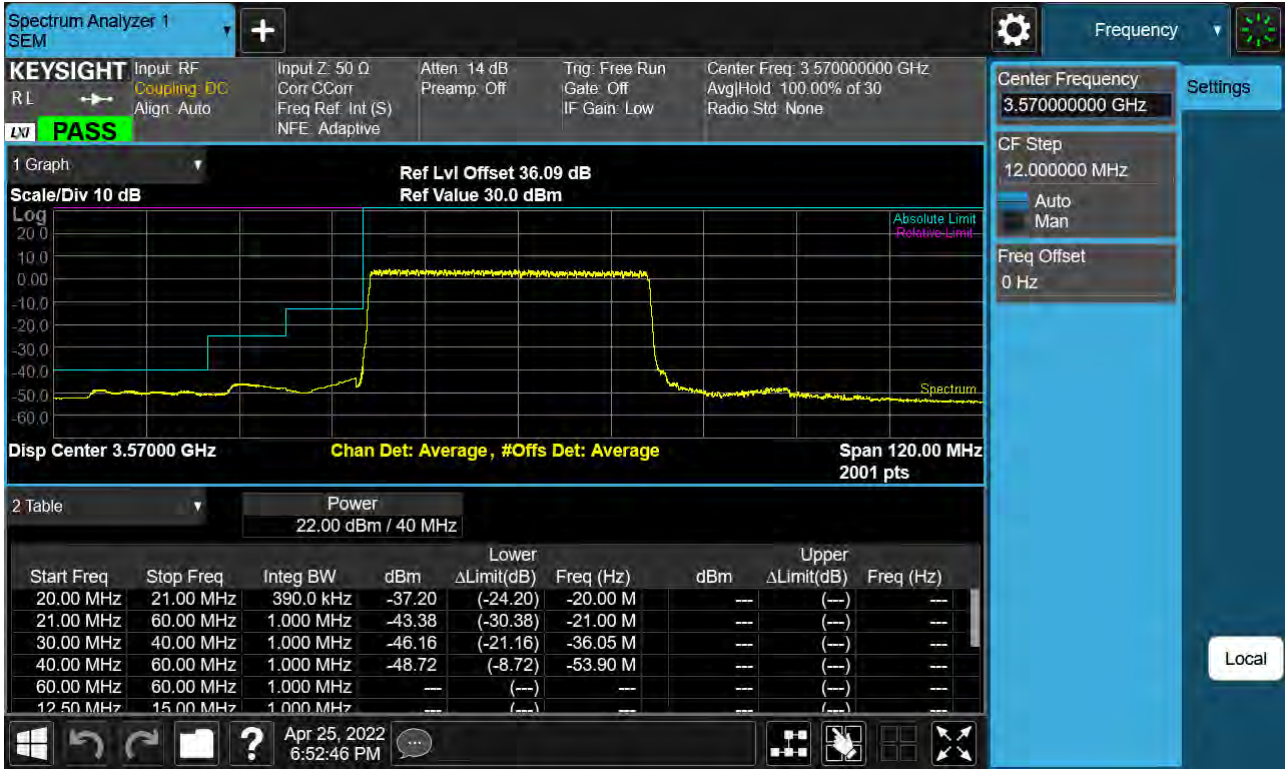 Spectrum Analyzer 1
SEM
Frequency
KEYSIGHT
RL
LXI PASS
Input: RF
Coupling: DC
Align: Auto
Input Z: 50 Ω
Corr CCorr
Freq Ref: Int (S)
NFE: Adaptive
Atten: 14 dB
Preamp: Off
Trig: Free Run
Gate: Off
IF Gain: Low
Center Freq: 3.570000000 GHz
Avg|Hold: 100.00% of 30
Radio Std: None
Center Frequency
3.570000000 GHz
Settings
CF Step
12.000000 MHz
Auto
Man
Freq Offset
0 Hz
Local
1 Graph
Scale/Div 10 dB
Ref Lvl Offset 36.09 dB
Ref Value 30.0 dBm
Log
Absolute Limit
Relative Limit
20.0
10.0
0.00
-10.0
-20.0
-30.0
-40.0
-50.0
-60.0
Spectrum
Disp Center 3.57000 GHz Chan Det: Average, #Offs Det: Average Span 120.00 MHz
2001 pts
2 Table
Power
22.00 dBm / 40 MHz
Lower Upper
Start Freq Stop Freq Integ BW dBm ΔLimit(dB) Freq (Hz) dBm ΔLimit(dB) Freq (Hz)
20.00 MHz 21.00 MHz 390.0 kHz -37.20 (-24.20) -20.00 M --- (---) ---
21.00 MHz 60.00 MHz 1.000 MHz -43.38 (-30.38) -21.00 M --- (---) ---
30.00 MHz 40.00 MHz 1.000 MHz -46.16 (-21.16) -36.05 M --- (---) ---
40.00 MHz 60.00 MHz 1.000 MHz -48.72 (-8.72) -53.90 M --- (---) ---
60.00 MHz 60.00 MHz 1.000 MHz --- (---) --- --- (---) ---
12.50 MHz 15.00 MHz 1.000 MHz --- (---) --- --- (---) ---
Apr 25, 2022
6:52:46 PM